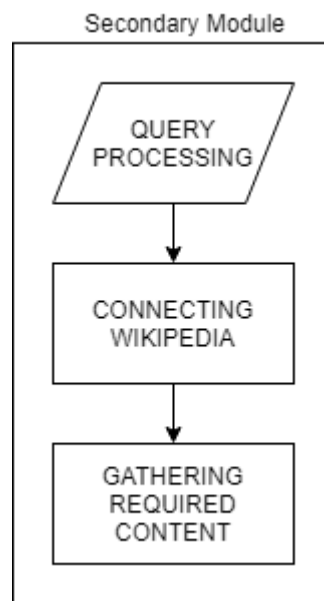 Secondary Module
QUERY
PROCESSING
CONNECTING
WIKIPEDIA
GATHERING
REQUIRED
CONTENT